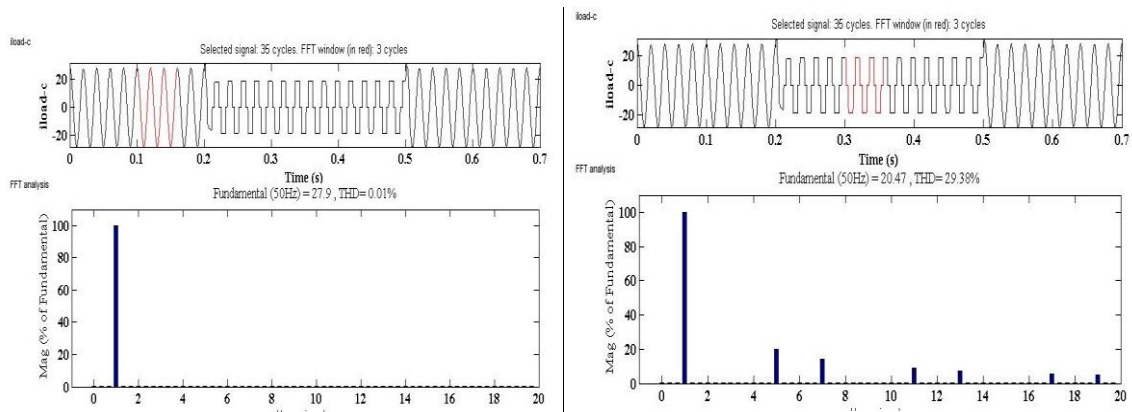 iload-c
Selected signal: 35 cycles. FFT window (in red): 3 cycles
iload-c
20
0
-20
0 0.1 0.2 0.3 0.4 0.5 0.6 0.7
Time (s)
FFT analysis
Fundamental (50Hz) = 27.9 , THD= 0.01%
Mag (% of Fundamental)
100
80
60
40
20
0
0 2 4 6 8 10 12 14 16 18 20
iload-c
Selected signal: 35 cycles. FFT window (in red): 3 cycles
iload-c
20
0
-20
0 0.1 0.2 0.3 0.4 0.5 0.6 0.7
Time (s)
FFT analysis
Fundamental (50Hz) = 20.47 , THD= 29.38%
Mag (% of Fundamental)
100
80
60
40
20
0
0 2 4 6 8 10 12 14 16 18 20